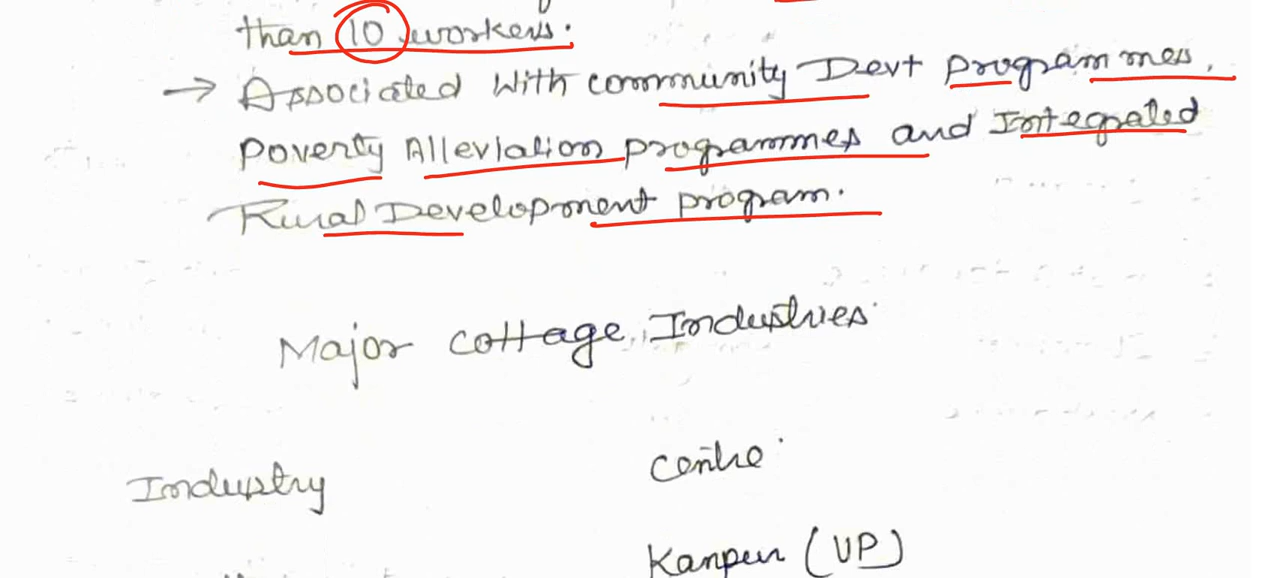 than 10 workers.
→ Associated with community Devt programmes,
Poverty Alleviation programmes and Integrated
Rural Development program.
Major cottage Industries
Industry
Centre
Kanpur (UP)